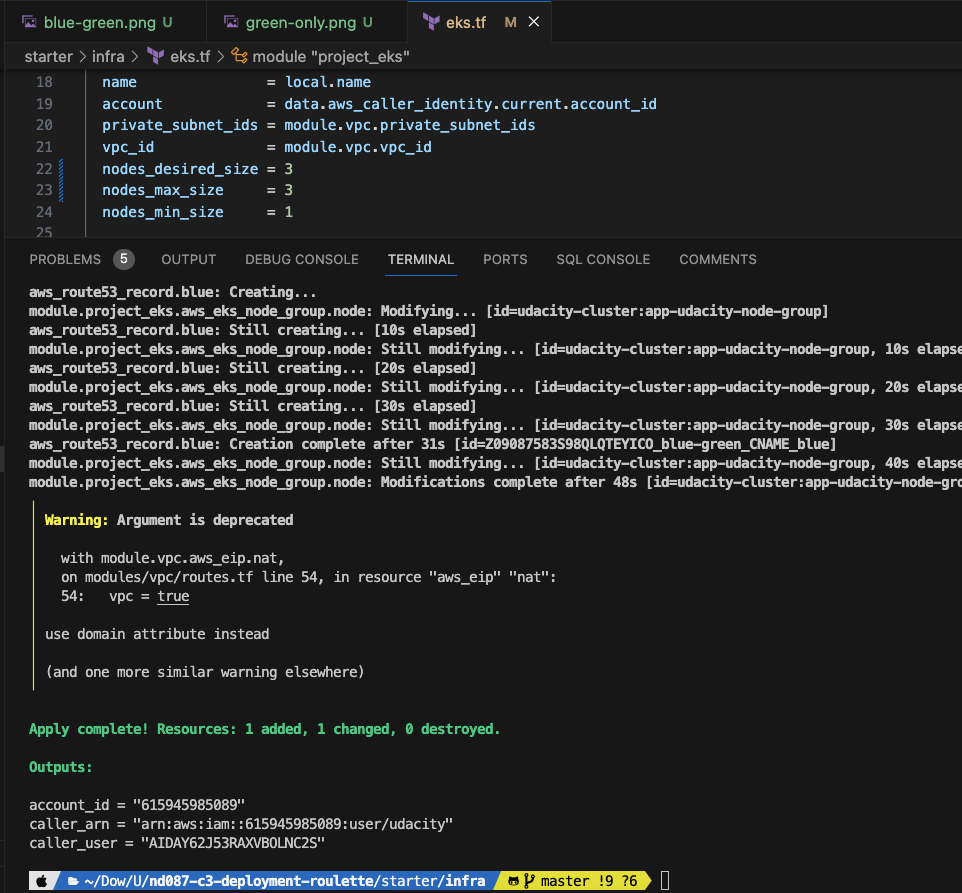 blue-green.png U green-only.png U eks.tf M
starter > infra > eks.tf > module "project_eks"
18 name = local.name
19 account = data.aws_caller_identity.current.account_id
20 private_subnet_ids = module.vpc.private_subnet_ids
21 vpc_id = module.vpc.vpc_id
22 nodes_desired_size = 3
23 nodes_max_size = 3
24 nodes_min_size = 1
25
PROBLEMS 5 OUTPUT DEBUG CONSOLE TERMINAL PORTS SQL CONSOLE COMMENTS
aws_route53_record.blue: Creating...
module.project_eks.aws_eks_node_group.node: Modifying... [id=udacity-cluster:app-udacity-node-group]
aws_route53_record.blue: Still creating... [10s elapsed]
module.project_eks.aws_eks_node_group.node: Still modifying... [id=udacity-cluster:app-udacity-node-group, 10s elapse
aws_route53_record.blue: Still creating... [20s elapsed]
module.project_eks.aws_eks_node_group.node: Still modifying... [id=udacity-cluster:app-udacity-node-group, 20s elapse
aws_route53_record.blue: Still creating... [30s elapsed]
module.project_eks.aws_eks_node_group.node: Still modifying... [id=udacity-cluster:app-udacity-node-group, 30s elapse
aws_route53_record.blue: Creation complete after 31s [id=Z09087583S98QLQTEYICO_blue-green_CNAME_blue]
module.project_eks.aws_eks_node_group.node: Still modifying... [id=udacity-cluster:app-udacity-node-group, 40s elapse
module.project_eks.aws_eks_node_group.node: Modifications complete after 48s [id=udacity-cluster:app-udacity-node-gro
Warning: Argument is deprecated
with module.vpc.aws_eip.nat,
on modules/vpc/routes.tf line 54, in resource "aws_eip" "nat":
54: vpc = true
use domain attribute instead
(and one more similar warning elsewhere)
Apply complete! Resources: 1 added, 1 changed, 0 destroyed.
Outputs:
account_id = "615945985089"
caller_arn = "arn:aws:iam::615945985089:user/udacity"
caller_user = "AIDAY62J53RAXVBOLNC2S"
~/Dow/U/nd087-c3-deployment-roulette/starter/infra master !9 ?6